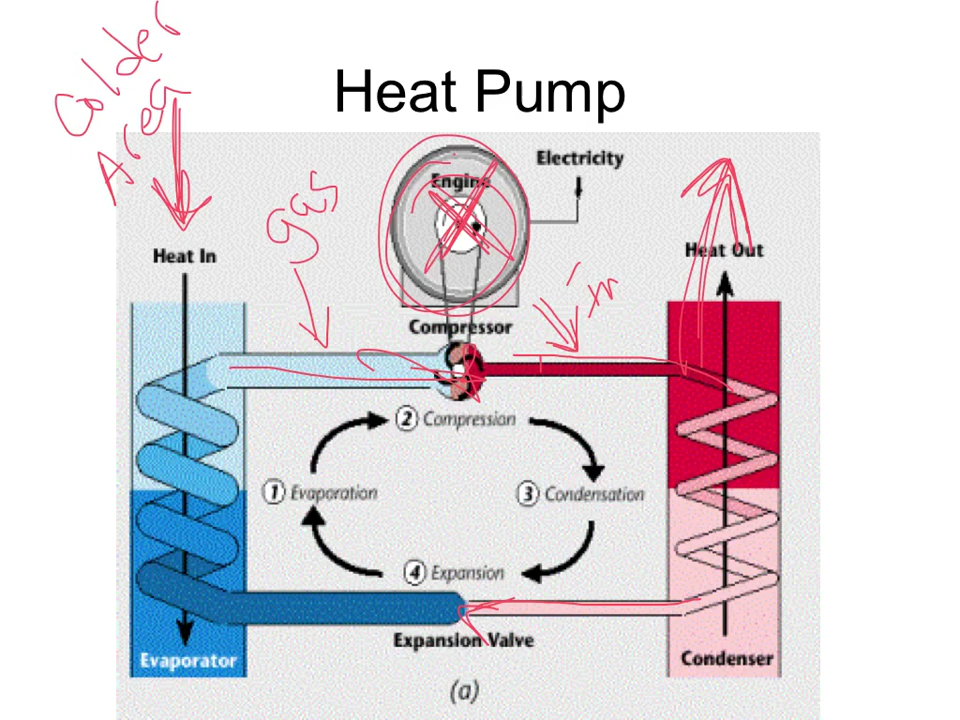 Colder
Area
Heat Pump
Engine
Electricity
gas
Heat In
Heat Out
Compressor
② Compression
① Evaporation
③ Condensation
④ Expansion
Expansion Valve
Evaporator
Condenser
(a)